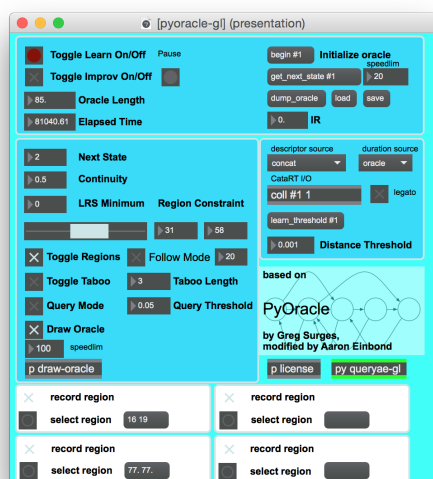 [pyoracle-gl] (presentation)
Toggle Learn On/Off Pause
Toggle Improv On/Off
85. Oracle Length
81040.61 Elapsed Time
begin #1 Initialize oracle
speedlim
get_next_state #1 20
dump_oracle load save
0. IR
2 Next State
0.5 Continuity
0 LRS Minimum Region Constraint
31 58
Toggle Regions Follow Mode 20
Toggle Taboo 3 Taboo Length
Query Mode 0.05 Query Threshold
Draw Oracle
100 speedlim
p draw-oracle
descriptor source duration source
concat oracle
CataRT I/O
coll #1 1 legato
learn_threshold #1
0.001 Distance Threshold
based on
PyOracle
by Greg Surges,
modified by Aaron Einbond
p license py queryae-gl
record region record region
select region 16 19 select region
record region record region
select region 77. 77. select region